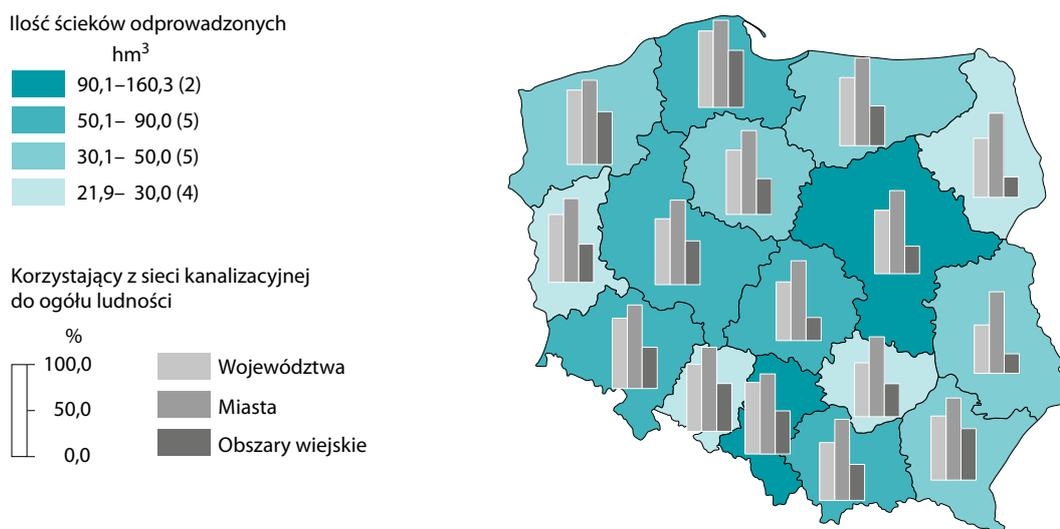 Ilość ścieków odprowadzonych
hm³
90,1–160,3 (2)
50,1– 90,0 (5)
30,1– 50,0 (5)
21,9– 30,0 (4)
Korzystający z sieci kanalizacyjnej
do ogółu ludności
%
100,0
50,0
0,0
Województwa
Miasta
Obszary wiejskie